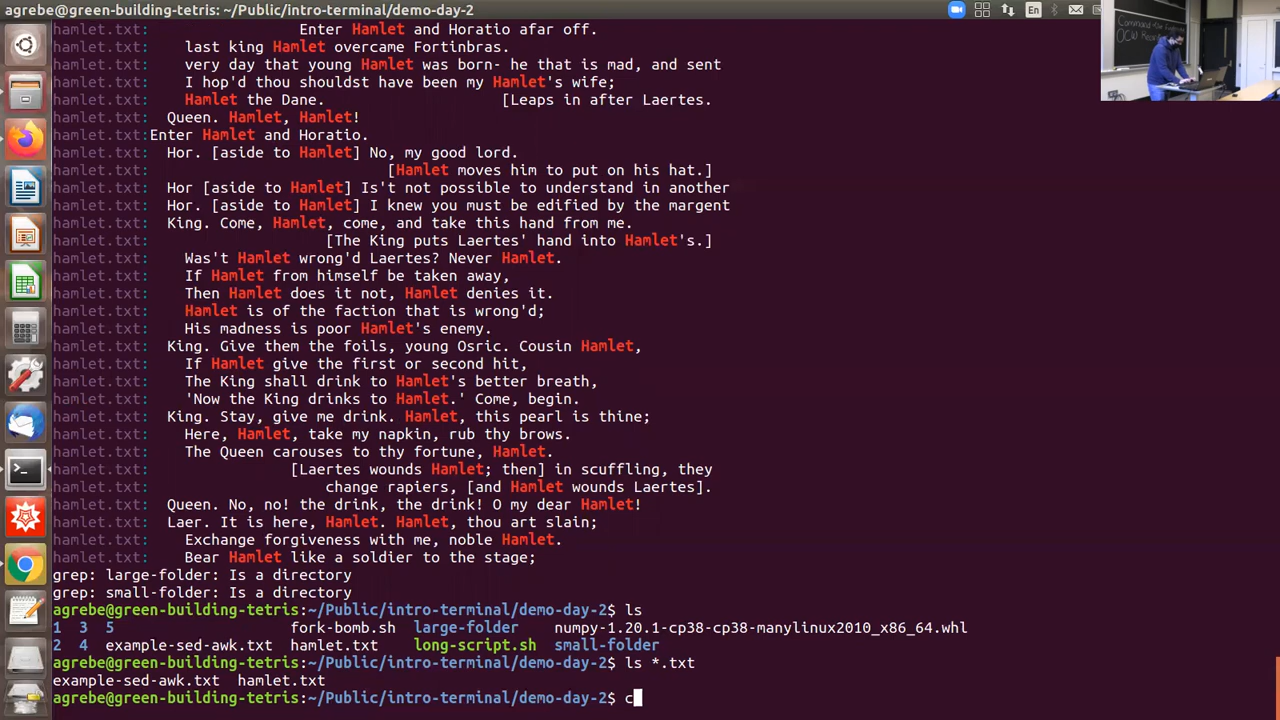 agrebe@green-building-tetris: ~/Public/intro-terminal/demo-day-2
En
hamlet.txt: Enter Hamlet and Horatio afar off.
hamlet.txt: last king Hamlet overcame Fortinbras.
hamlet.txt: very day that young Hamlet was born- he that is mad, and sent
hamlet.txt: I hop'd thou shouldst have been my Hamlet's wife;
hamlet.txt: Hamlet the Dane. [Leaps in after Laertes.
hamlet.txt: Queen. Hamlet, Hamlet!
hamlet.txt:Enter Hamlet and Horatio.
hamlet.txt: Hor. [aside to Hamlet] No, my good lord.
hamlet.txt: [Hamlet moves him to put on his hat.]
hamlet.txt: Hor [aside to Hamlet] Is't not possible to understand in another
hamlet.txt: Hor. [aside to Hamlet] I knew you must be edified by the margent
hamlet.txt: King. Come, Hamlet, come, and take this hand from me.
hamlet.txt: [The King puts Laertes' hand into Hamlet's.]
hamlet.txt: Was't Hamlet wrong'd Laertes? Never Hamlet.
hamlet.txt: If Hamlet from himself be taken away,
hamlet.txt: Then Hamlet does it not, Hamlet denies it.
hamlet.txt: Hamlet is of the faction that is wrong'd;
hamlet.txt: His madness is poor Hamlet's enemy.
hamlet.txt: King. Give them the foils, young Osric. Cousin Hamlet,
hamlet.txt: If Hamlet give the first or second hit,
hamlet.txt: The King shall drink to Hamlet's better breath,
hamlet.txt: 'Now the King drinks to Hamlet.' Come, begin.
hamlet.txt: King. Stay, give me drink. Hamlet, this pearl is thine;
hamlet.txt: Here, Hamlet, take my napkin, rub thy brows.
hamlet.txt: The Queen carouses to thy fortune, Hamlet.
hamlet.txt: [Laertes wounds Hamlet; then] in scuffling, they
hamlet.txt: change rapiers, [and Hamlet wounds Laertes].
hamlet.txt: Queen. No, no! the drink, the drink! O my dear Hamlet!
hamlet.txt: Laer. It is here, Hamlet. Hamlet, thou art slain;
hamlet.txt: Exchange forgiveness with me, noble Hamlet.
hamlet.txt: Bear Hamlet like a soldier to the stage;
grep: large-folder: Is a directory
grep: small-folder: Is a directory
agrebe@green-building-tetris:~/Public/intro-terminal/demo-day-2$ ls
1 3 5 fork-bomb.sh large-folder numpy-1.20.1-cp38-cp38-manylinux2010_x86_64.whl
2 4 example-sed-awk.txt hamlet.txt long-script.sh small-folder
agrebe@green-building-tetris:~/Public/intro-terminal/demo-day-2$ ls *.txt
example-sed-awk.txt hamlet.txt
agrebe@green-building-tetris:~/Public/intro-terminal/demo-day-2$ c